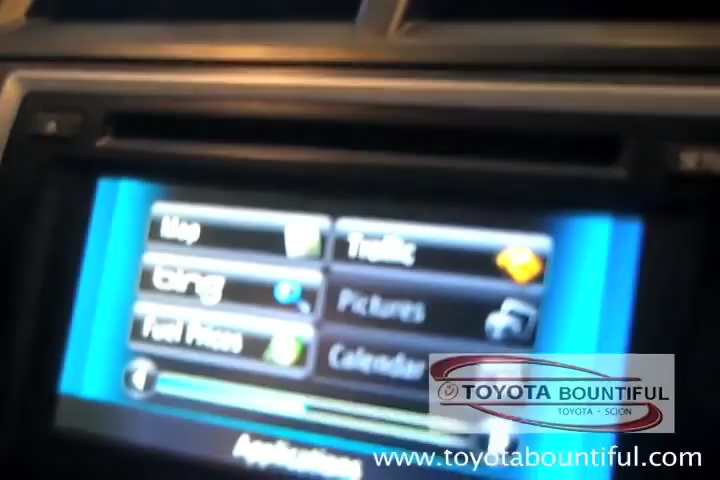 Map
Traffic
bing
Pictures
Fuel Prices
Calendar
TOYOTA BOUNTIFUL
TOYOTA • SCION
Applications
www.toyotabountiful.com